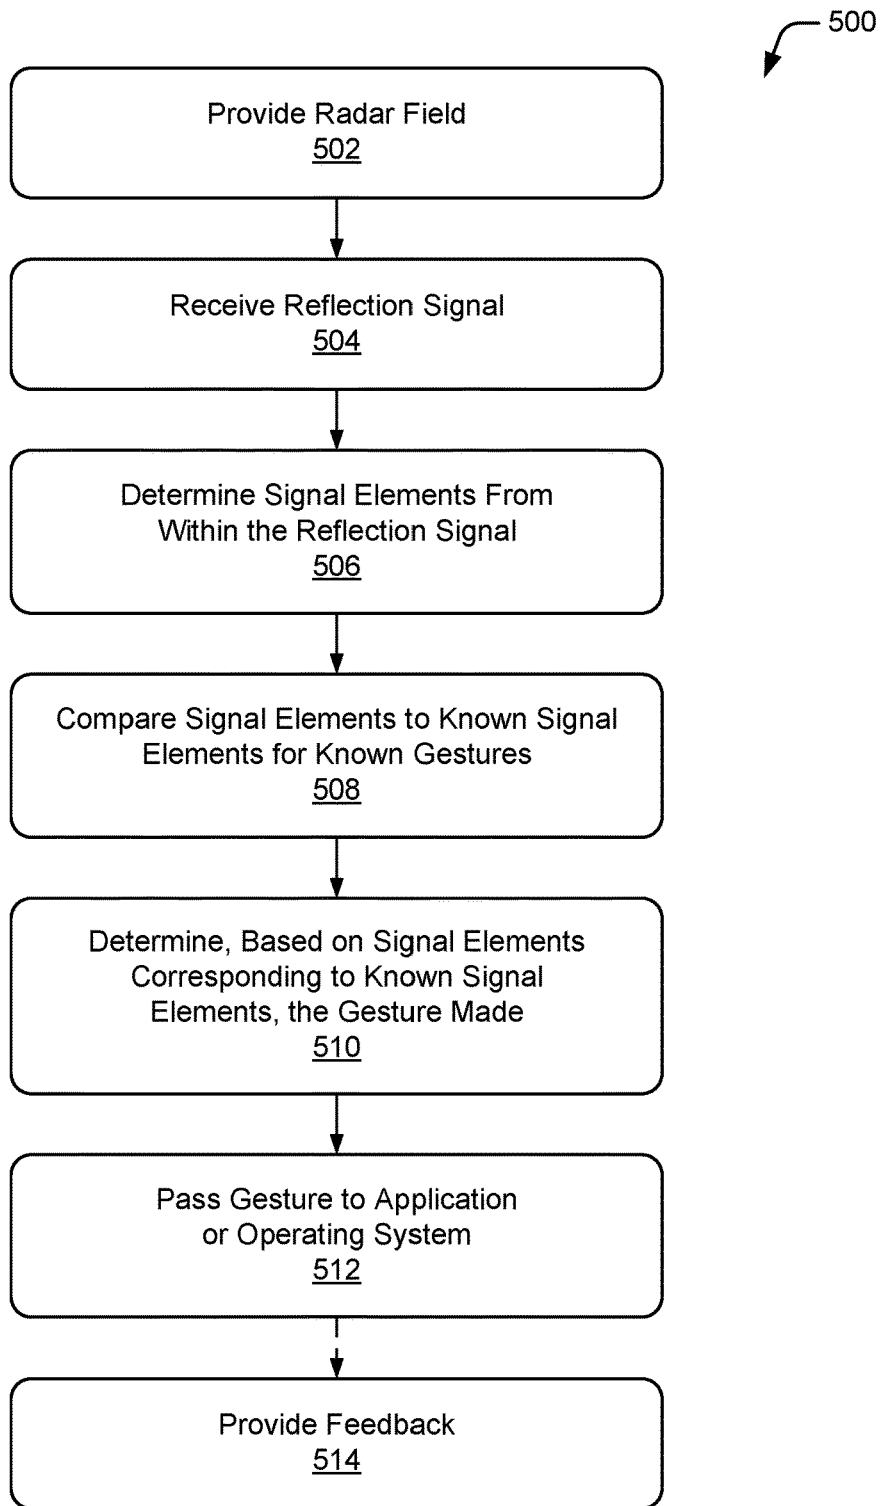 500
Provide Radar Field
502
Receive Reflection Signal
504
Determine Signal Elements From
Within the Reflection Signal
506
Compare Signal Elements to Known Signal
Elements for Known Gestures
508
Determine, Based on Signal Elements
Corresponding to Known Signal
Elements, the Gesture Made
510
Pass Gesture to Application
or Operating System
512
Provide Feedback
514